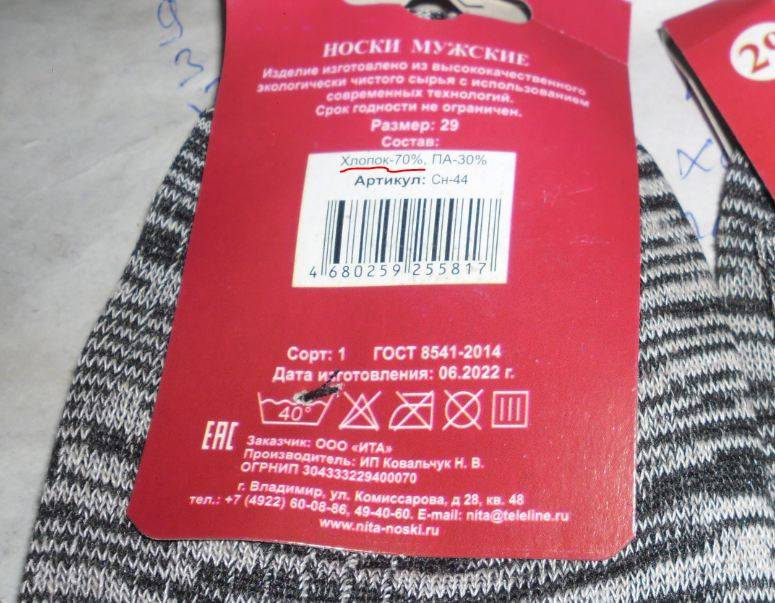 НОСКИ МУЖСКИЕ
Изделие изготовлено из высококачественного
экологически чистого сырья с использованием
современных технологий.
Срок годности не ограничен.
Размер: 29
Состав:
Хлопок-70%, ПА-30%
Артикул: Сн-44
4 680259 255817
Сорт: 1 ГОСТ 8541-2014
Дата изготовления: 06.2022 г.
40°
ЕАС
Заказчик: ООО «ИТА»
Производитель: ИП Ковальчук Н. В.
ОГРНИП 304333229400070
г. Владимир, ул. Комиссарова, д 28, кв. 48
тел.: +7 (4922) 60-08-86, 49-40-60. E-mail: nita@teleline.ru
www.nita-noski.ru
29